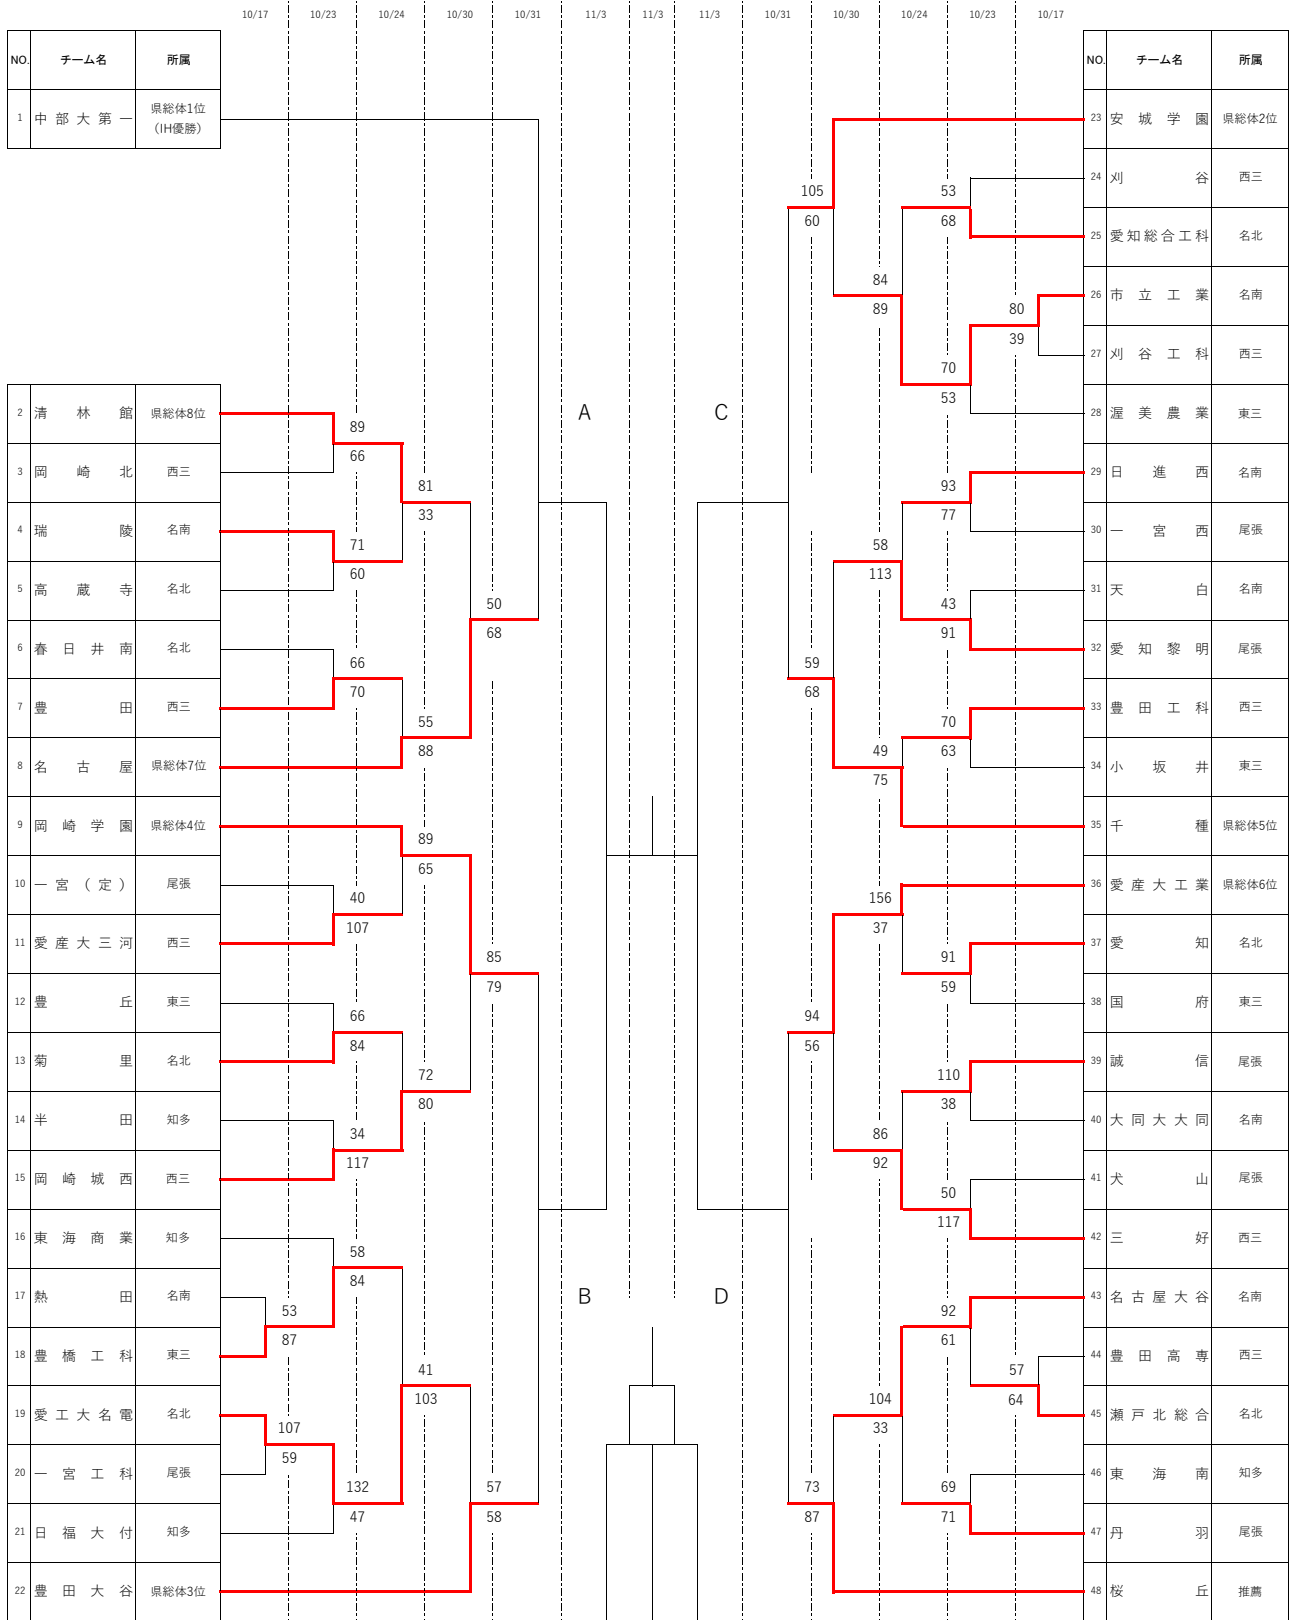 10/17 10/23 10/24 10/30 10/31 11/3 11/3 11/3 10/31 10/30 10/24 10/23 10/17
NO. チーム名 所属
1 中部大第一 県総体1位
（IH優勝）
2 清林館 県総体8位
3 岡崎北 西三
4 瑞陵 名南
5 高蔵寺 名北
6 春日井南 名北
7 豊田 西三
8 名古屋 県総体7位
9 岡崎学園 県総体4位
10 一宮（定） 尾張
11 愛産大三河 西三
12 豊丘 東三
13 菊里 名北
14 半田 知多
15 岡崎城西 西三
16 東海商業 知多
17 熱田 名南
18 豊橋工科 東三
19 愛工大名電 名北
20 一宮工科 尾張
21 日福大付 知多
22 豊田大谷 県総体3位
53
87
107
59
89
66
71
60
66
70
40
107
66
84
34
117
58
84
132
47
81
33
55
88
89
65
72
80
41
103
50
68
85
79
57
58
A
B
C
D
105
60
59
68
94
56
73
87
84
89
58
113
49
75
156
37
86
92
104
33
53
68
70
53
93
77
43
91
70
63
91
59
110
38
50
117
92
61
69
71
80
39
57
64
NO. チーム名 所属
23 安城学園 県総体2位
24 刈谷 西三
25 愛知総合工科 名北
26 市立工業 名南
27 刈谷工科 西三
28 渥美農業 東三
29 日進西 名南
30 一宮西 尾張
31 天白 名南
32 愛知黎明 尾張
33 豊田工科 西三
34 小坂井 東三
35 千種 県総体5位
36 愛産大工業 県総体6位
37 愛知 名北
38 国府 東三
39 誠信 尾張
40 大同大大同 名南
41 犬山 尾張
42 三好 西三
43 名古屋大谷 名南
44 豊田高専 西三
45 瀬戸北総合 名北
46 東海南 知多
47 丹羽 尾張
48 桜丘 推薦